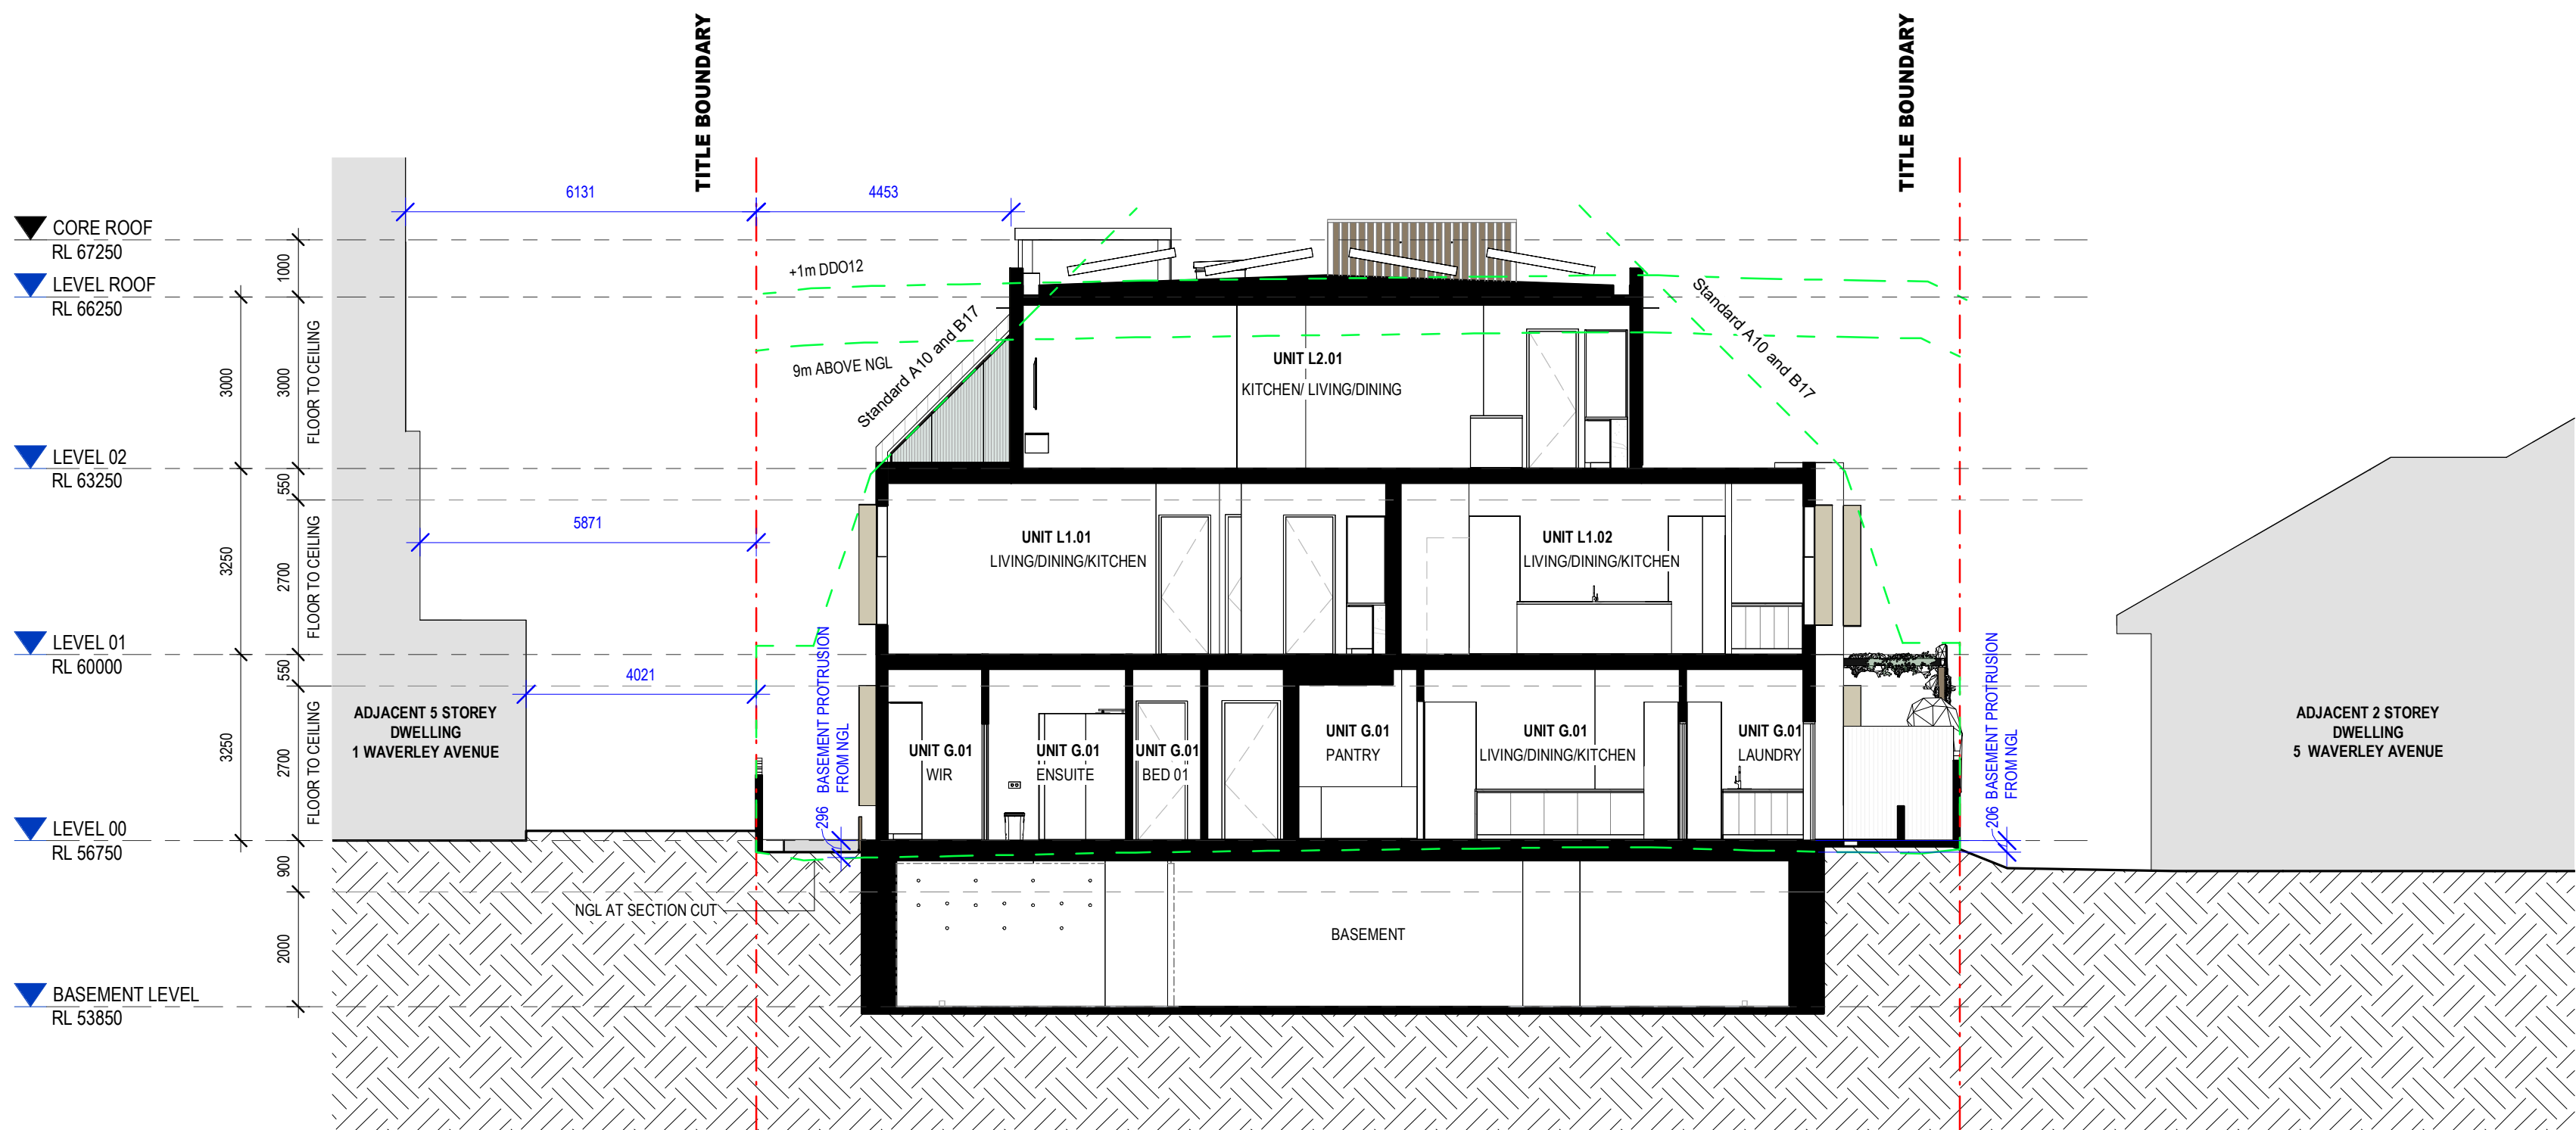 TITLE BOUNDARY
TITLE BOUNDARY
6131
4453
CORE ROOF
RL 67250
1000
+1m DDO12
LEVEL ROOF
RL 66250
Standard A10 and B17
Standard A10 and B17
9m ABOVE NGL
3000
3000
FLOOR TO CEILING
UNIT L2.01
KITCHEN/ LIVING/DINING
LEVEL 02
RL 63250
550
5871
3250
2700
FLOOR TO CEILING
UNIT L1.01
LIVING/DINING/KITCHEN
UNIT L1.02
LIVING/DINING/KITCHEN
LEVEL 01
RL 60000
550
4021
3250
2700
FLOOR TO CEILING
ADJACENT 5 STOREY
DWELLING
1 WAVERLEY AVENUE
296 BASEMENT PROTRUSION
FROM NGL
UNIT G.01
WIR
UNIT G.01
ENSUITE
UNIT G.01
BED 01
UNIT G.01
PANTRY
UNIT G.01
LIVING/DINING/KITCHEN
UNIT G.01
LAUNDRY
206 BASEMENT PROTRUSION
FROM NGL
ADJACENT 2 STOREY
DWELLING
5 WAVERLEY AVENUE
LEVEL 00
RL 56750
900
NGL AT SECTION CUT
2000
BASEMENT
BASEMENT LEVEL
RL 53850